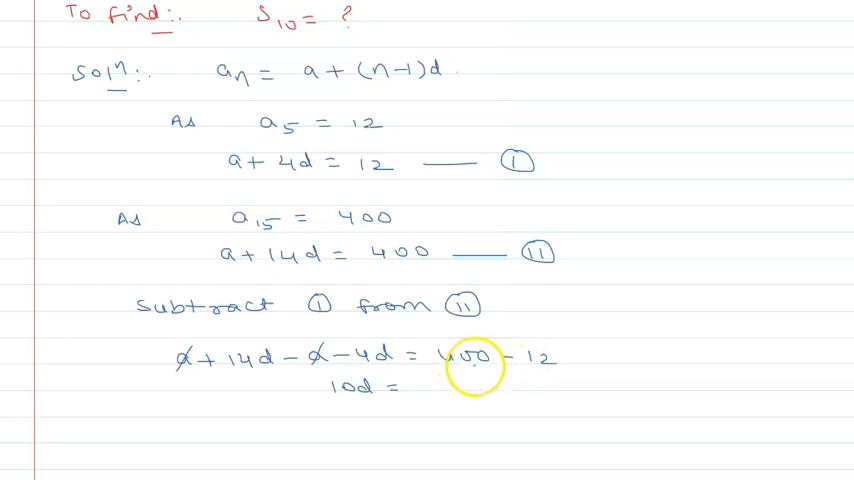 To find:. S₁₀ = ?
Solⁿ:. aₙ = a + (n-1)d.
As a₅ = 12
a + 4d = 12 —— Ⓘ
As a₁₅ = 400
a + 14d = 400 —— (II)
Subtract Ⓘ from (II)
a + 14d - a - 4d = 400 - 12
10d =